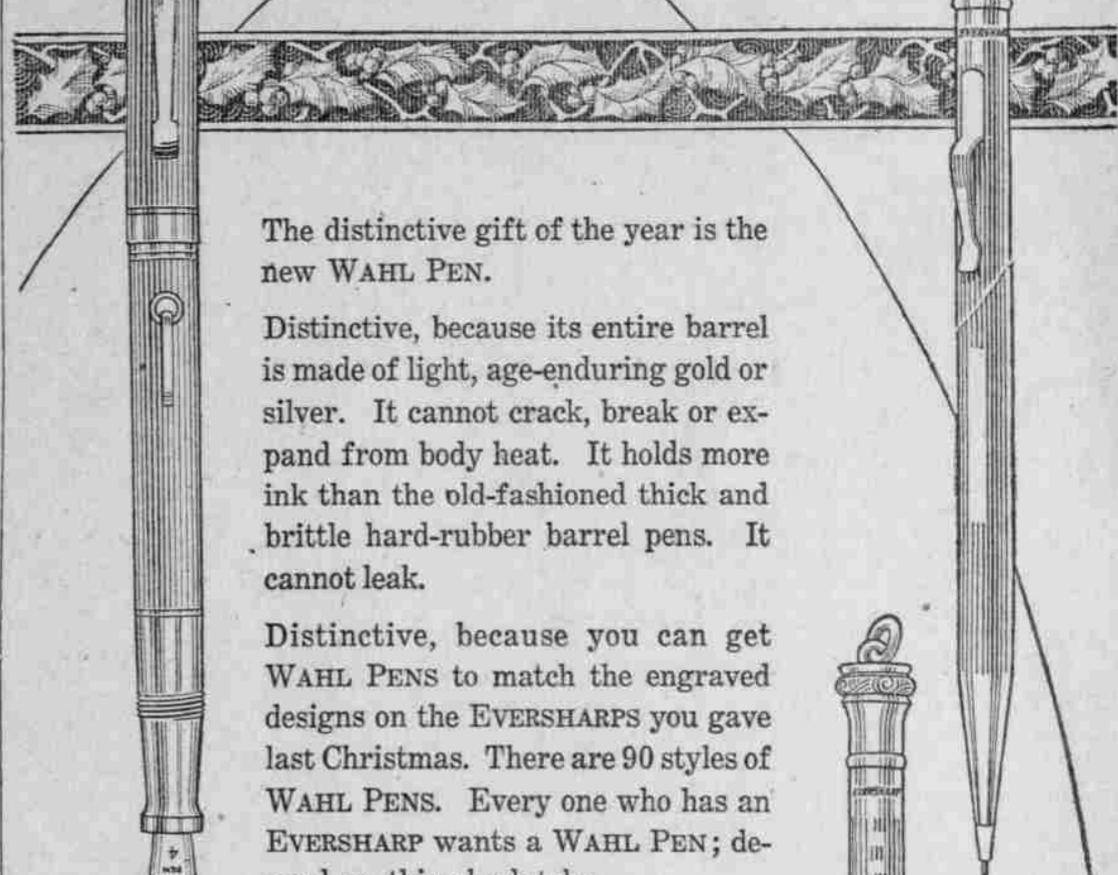 EVERSHARP
The distinctive gift of the year is the
new WAHL PEN.
Distinctive, because its entire barrel
is made of light, age-enduring gold or
silver. It cannot crack, break or ex-
pand from body heat. It holds more
ink than the old-fashioned thick and
brittle hard-rubber barrel pens. It
cannot leak.
Distinctive, because you can get
WAHL PENS to match the engraved
designs on the EVERSHARPS you gave
last Christmas. There are 90 styles of
WAHL PENS. Every one who has an
EVERSHARP wants a WAHL PEN; de-
EVERSHARP